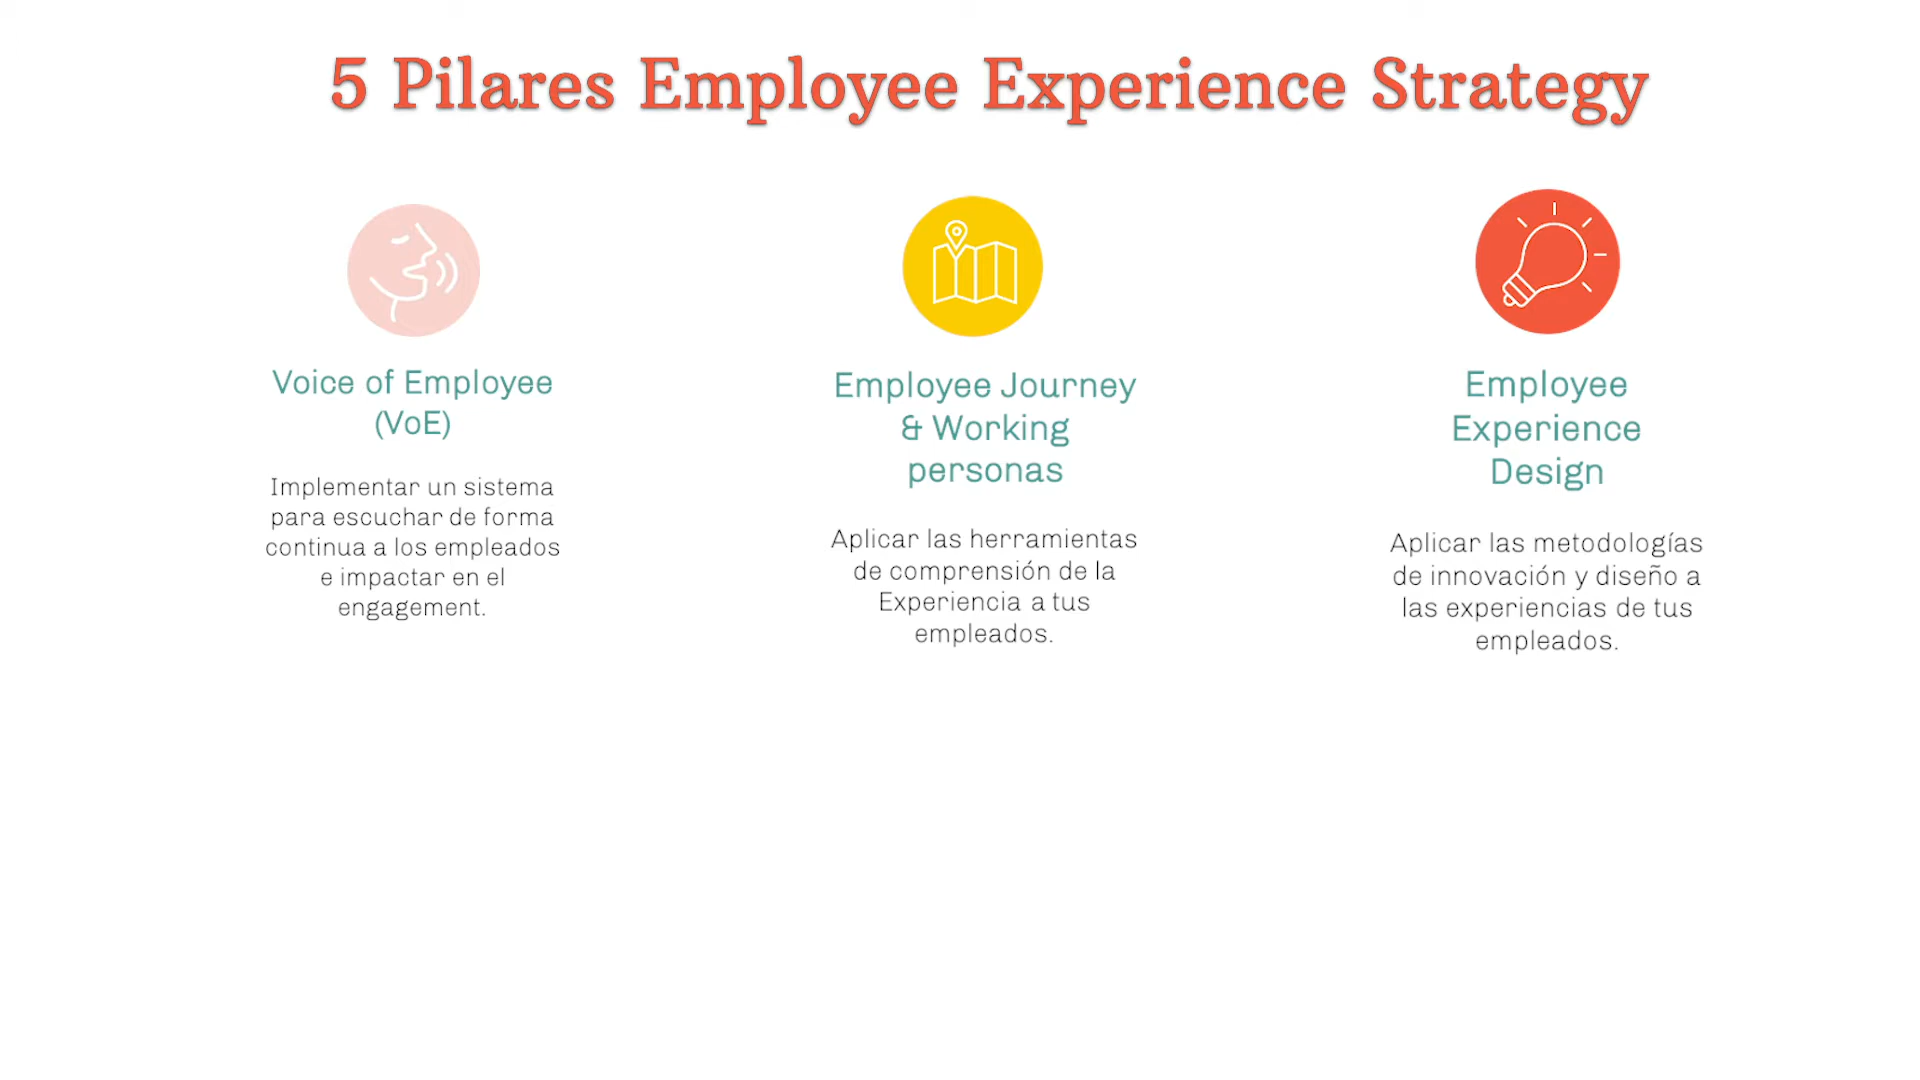 5 Pilares Employee Experience Strategy
Voice of Employee
(VoE)
Implementar un sistema
para escuchar de forma
continua a los empleados
e impactar en el
engagement.
Employee Journey
& Working
personas
Aplicar las herramientas
de comprensión de la
Experiencia a tus
empleados.
Employee
Experience
Design
Aplicar las metodologías
de innovación y diseño a
las experiencias de tus
empleados.